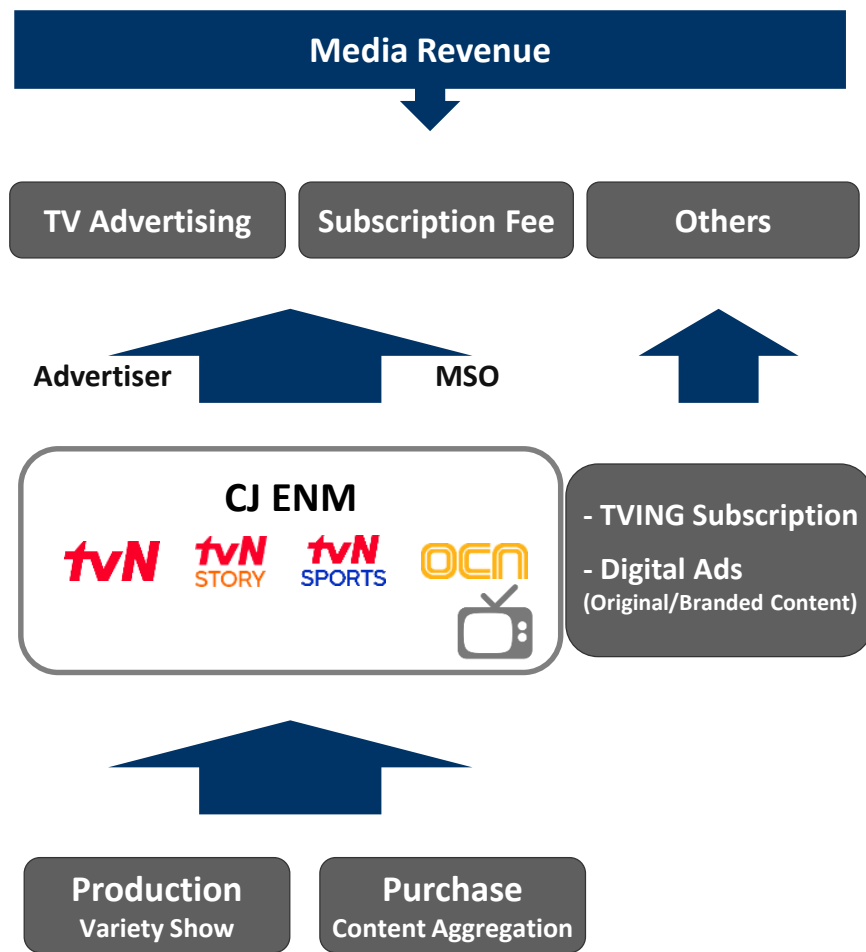 Media Revenue
TV Advertising
Subscription Fee
Others
Advertiser
MSO
CJ ENM
tvN
tvN
STORY
tvN
SPORTS
OCN
- TVING Subscription
- Digital Ads
(Original/Branded Content)
Production
Variety Show
Purchase
Content Aggregation